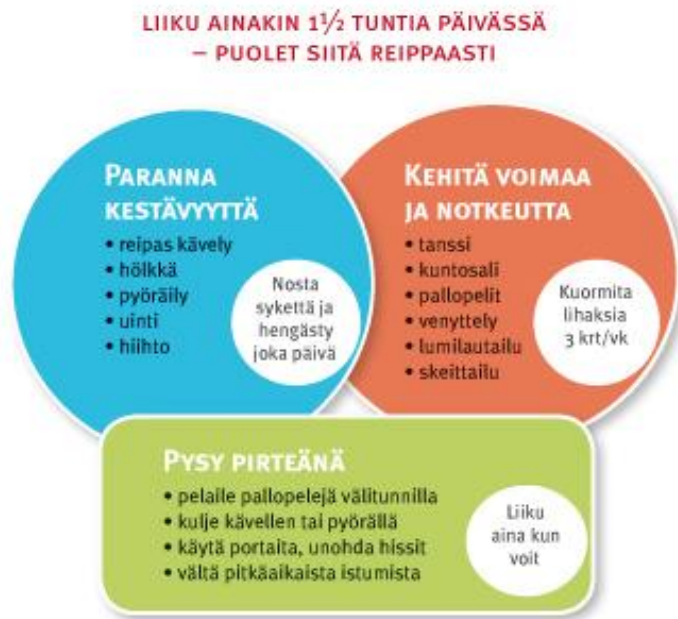 LIIKU AINAKIN 1½ TUNTIA PÄIVÄSSÄ
– PUOLET SIITÄ REIPPAASTI
PARANNA
KESTÄVYYTTÄ
• reipas kävely
• hölkkä
• pyöräily
• uinti
• hiihto
Nosta
sykettä ja
hengästy
joka päivä
KEHITÄ VOIMAA
JA NOTKEUTTA
• tanssi
• kuntosali
• pallopelit
• venyttely
• lumilautailu
• skeittailu
Kuormita
lihaksia
3 krt/vk
PYSY PIRTEÄNÄ
• pelaile pallopelejä välitunnilla
• kulje kävellen tai pyörällä
• käytä portaita, unohda hissit
• vältä pitkäaikaista istumista
Liiku
aina kun
voit